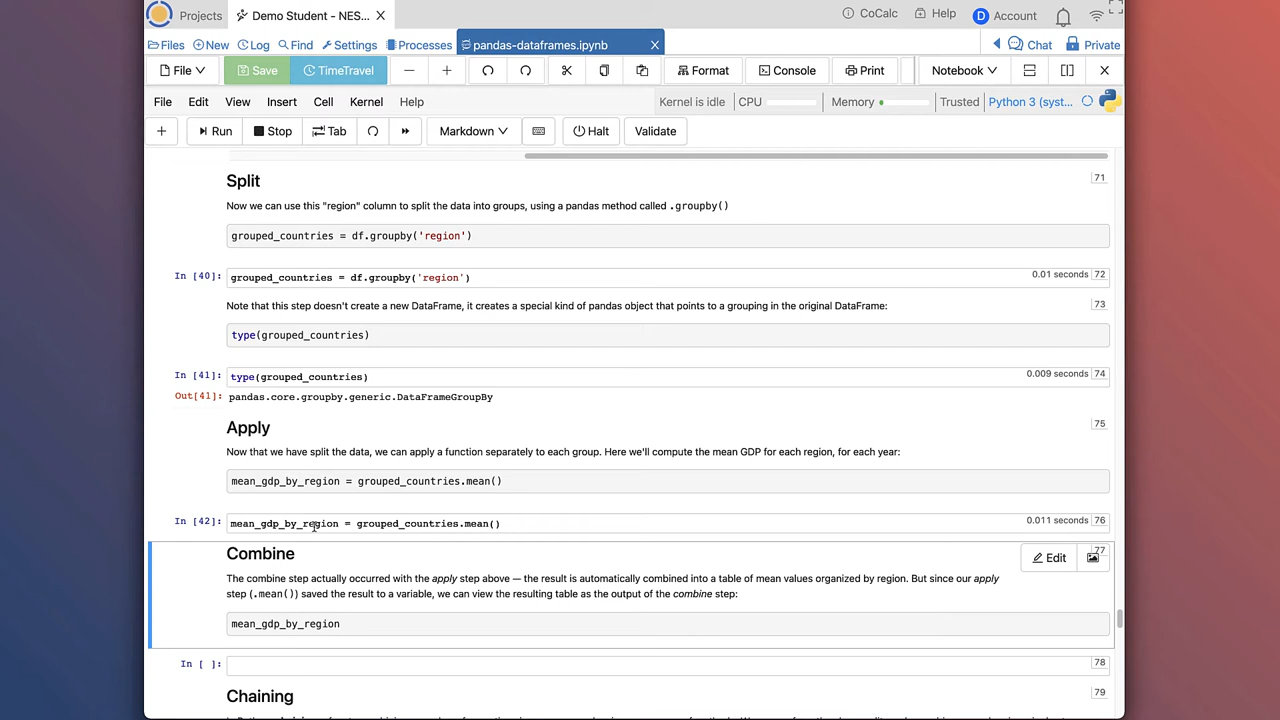 Projects
Demo Student - NES...
CoCalc
Help
D Account
Files
New
Log
Find
Settings
Processes
pandas-dataframes.ipynb
Chat
Private
File
Save
TimeTravel
Format
Console
Print
Notebook
File
Edit
View
Insert
Cell
Kernel
Help
Kernel is idle
CPU
Memory
Trusted
Python 3 (syst...
Run
Stop
Tab
Markdown
Halt
Validate
Split
71
Now we can use this "region" column to split the data into groups, using a pandas method called .groupby()
grouped_countries = df.groupby('region')
In [40]:
grouped_countries = df.groupby('region')
0.01 seconds 72
Note that this step doesn't create a new DataFrame, it creates a special kind of pandas object that points to a grouping in the original DataFrame:
73
type(grouped_countries)
In [41]:
type(grouped_countries)
0.009 seconds 74
Out[41]:
pandas.core.groupby.generic.DataFrameGroupBy
Apply
75
Now that we have split the data, we can apply a function separately to each group. Here we'll compute the mean GDP for each region, for each year:
mean_gdp_by_region = grouped_countries.mean()
In [42]:
mean_gdp_by_region = grouped_countries.mean()
0.011 seconds 76
Combine
Edit
77
The combine step actually occurred with the apply step above — the result is automatically combined into a table of mean values organized by region. But since our apply
step (.mean()) saved the result to a variable, we can view the resulting table as the output of the combine step:
mean_gdp_by_region
In [ ]:
78
Chaining
79